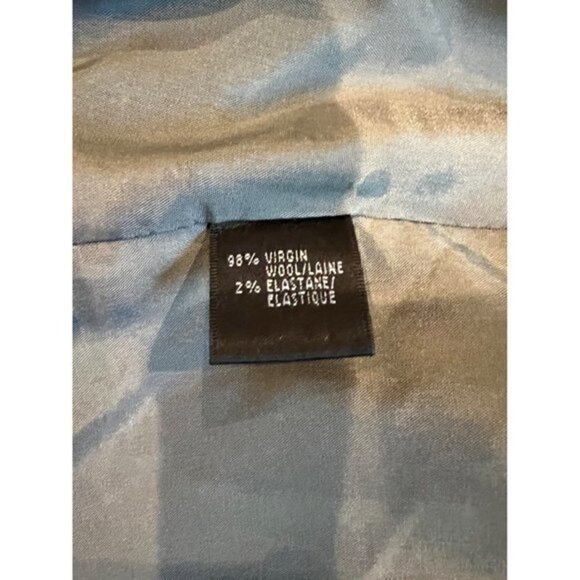 98% VIRGIN
WOOL/LAINE
2% ELASTANE/
ELASTIQUE